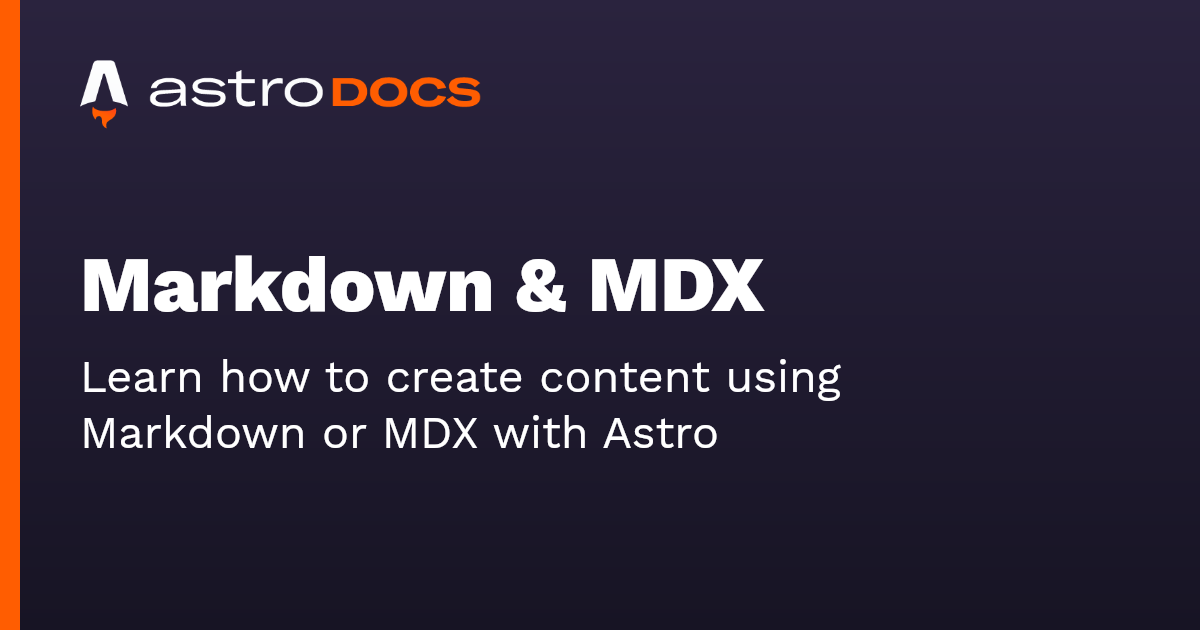 astro DOCS
Markdown & MDX
Learn how to create content using
Markdown or MDX with Astro